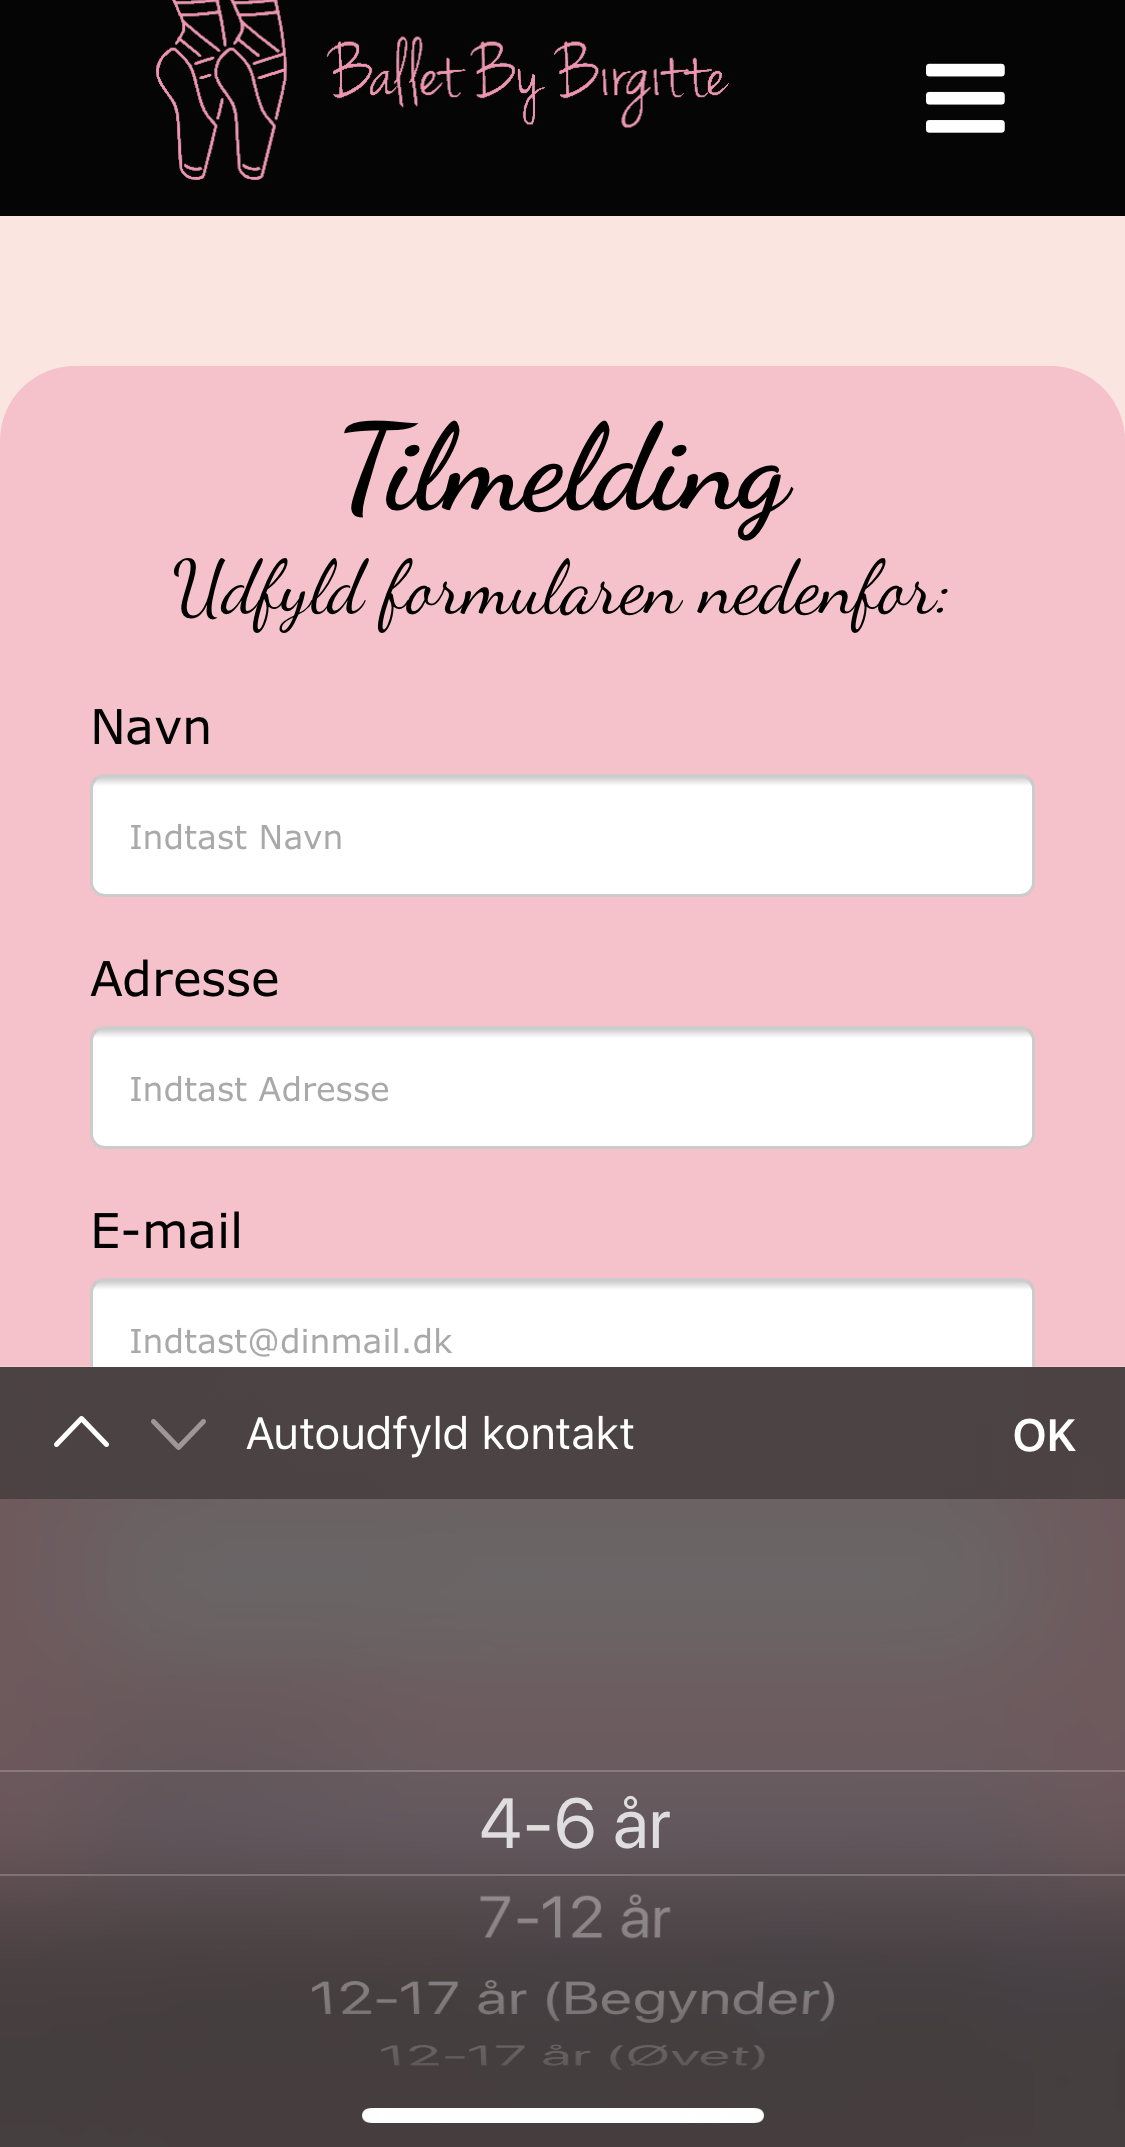 Ballet By Birgitte
Tilmelding
Udfyld formularen nedenfor:
Navn
Indtast Navn
Adresse
Indtast Adresse
E-mail
Indtast@dinmail.dk
Autoudfyld kontakt
OK
4-6 år
7-12 år
12-17 år (Begynder)
12-17 år (Øvet)